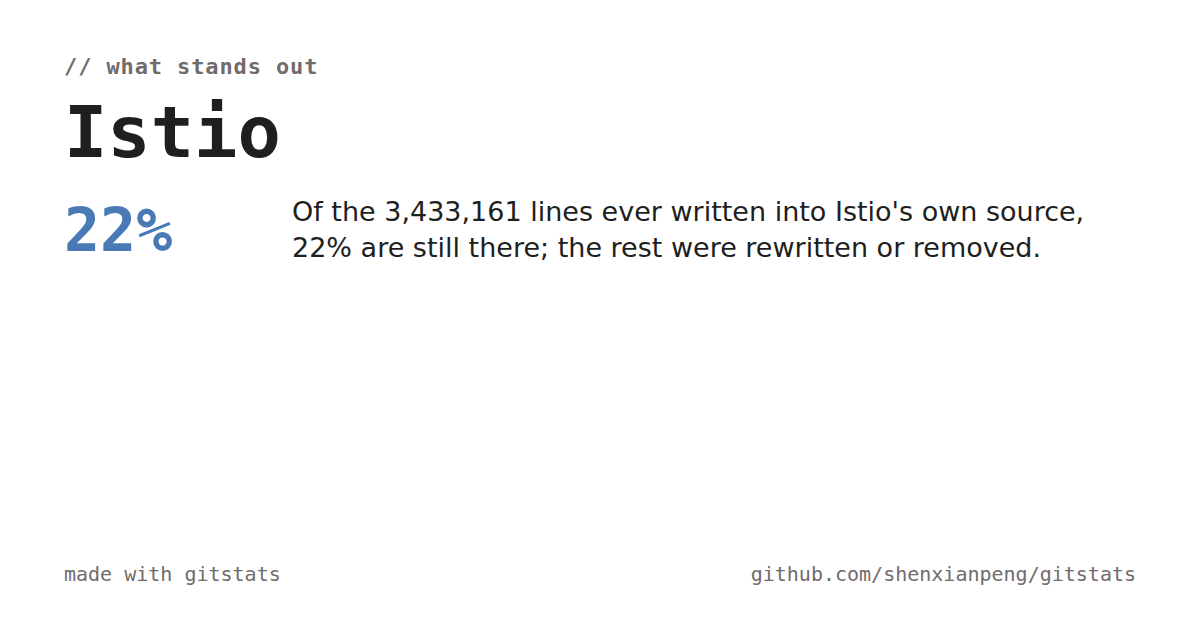 // what stands out
Istio
22%
Of the 3,433,161 lines ever written into Istio's own source,
22% are still there; the rest were rewritten or removed.
made with gitstats
github.com/shenxianpeng/gitstats